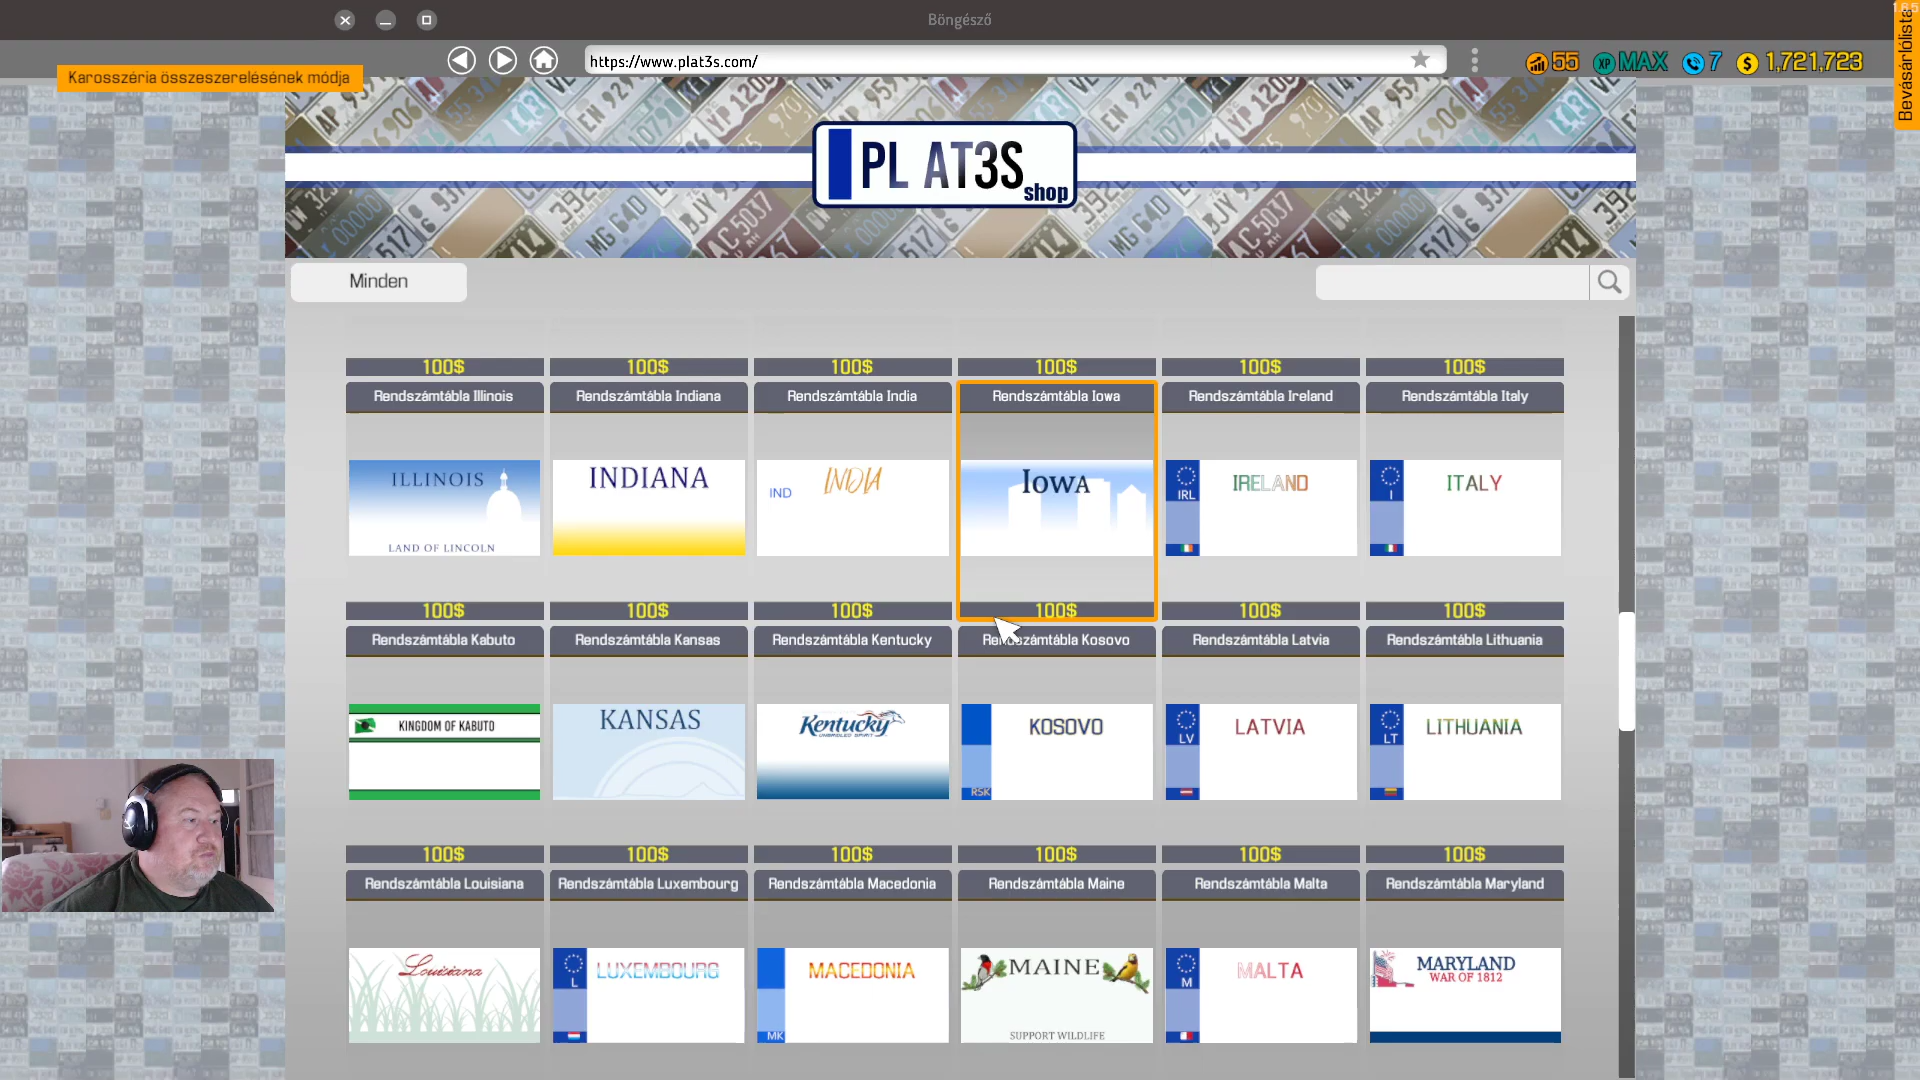 Böngésző
https://www.plat3s.com/
55
XP MAX
7
$ 1,721,723
Karosszéria összeszerelésének módja
Bevásárlólista
PL AT3S
shop
Minden
100$ 100$ 100$ 100$ 100$ 100$
Rendszámtábla Illinois
Rendszámtábla Indiana
Rendszámtábla India
Rendszámtábla Iowa
Rendszámtábla Ireland
Rendszámtábla Italy
ILLINOIS
LAND OF LINCOLN
INDIANA
IND INDIA
IOWA
IRL IRELAND
I ITALY
100$ 100$ 100$ 100$ 100$ 100$
Rendszámtábla Kabuto
Rendszámtábla Kansas
Rendszámtábla Kentucky
Rendszámtábla Kosovo
Rendszámtábla Latvia
Rendszámtábla Lithuania
KINGDOM OF KABUTO
KANSAS
Kentucky
UNBRIDLED SPIRIT
KOSOVO
RSK
LV LATVIA
LT LITHUANIA
100$ 100$ 100$ 100$ 100$ 100$
Rendszámtábla Louisiana
Rendszámtábla Luxembourg
Rendszámtábla Macedonia
Rendszámtábla Maine
Rendszámtábla Malta
Rendszámtábla Maryland
Louisiana
L LUXEMBOURG
MACEDONIA
MK
MAINE
SUPPORT WILDLIFE
M MALTA
MARYLAND
WAR OF 1812